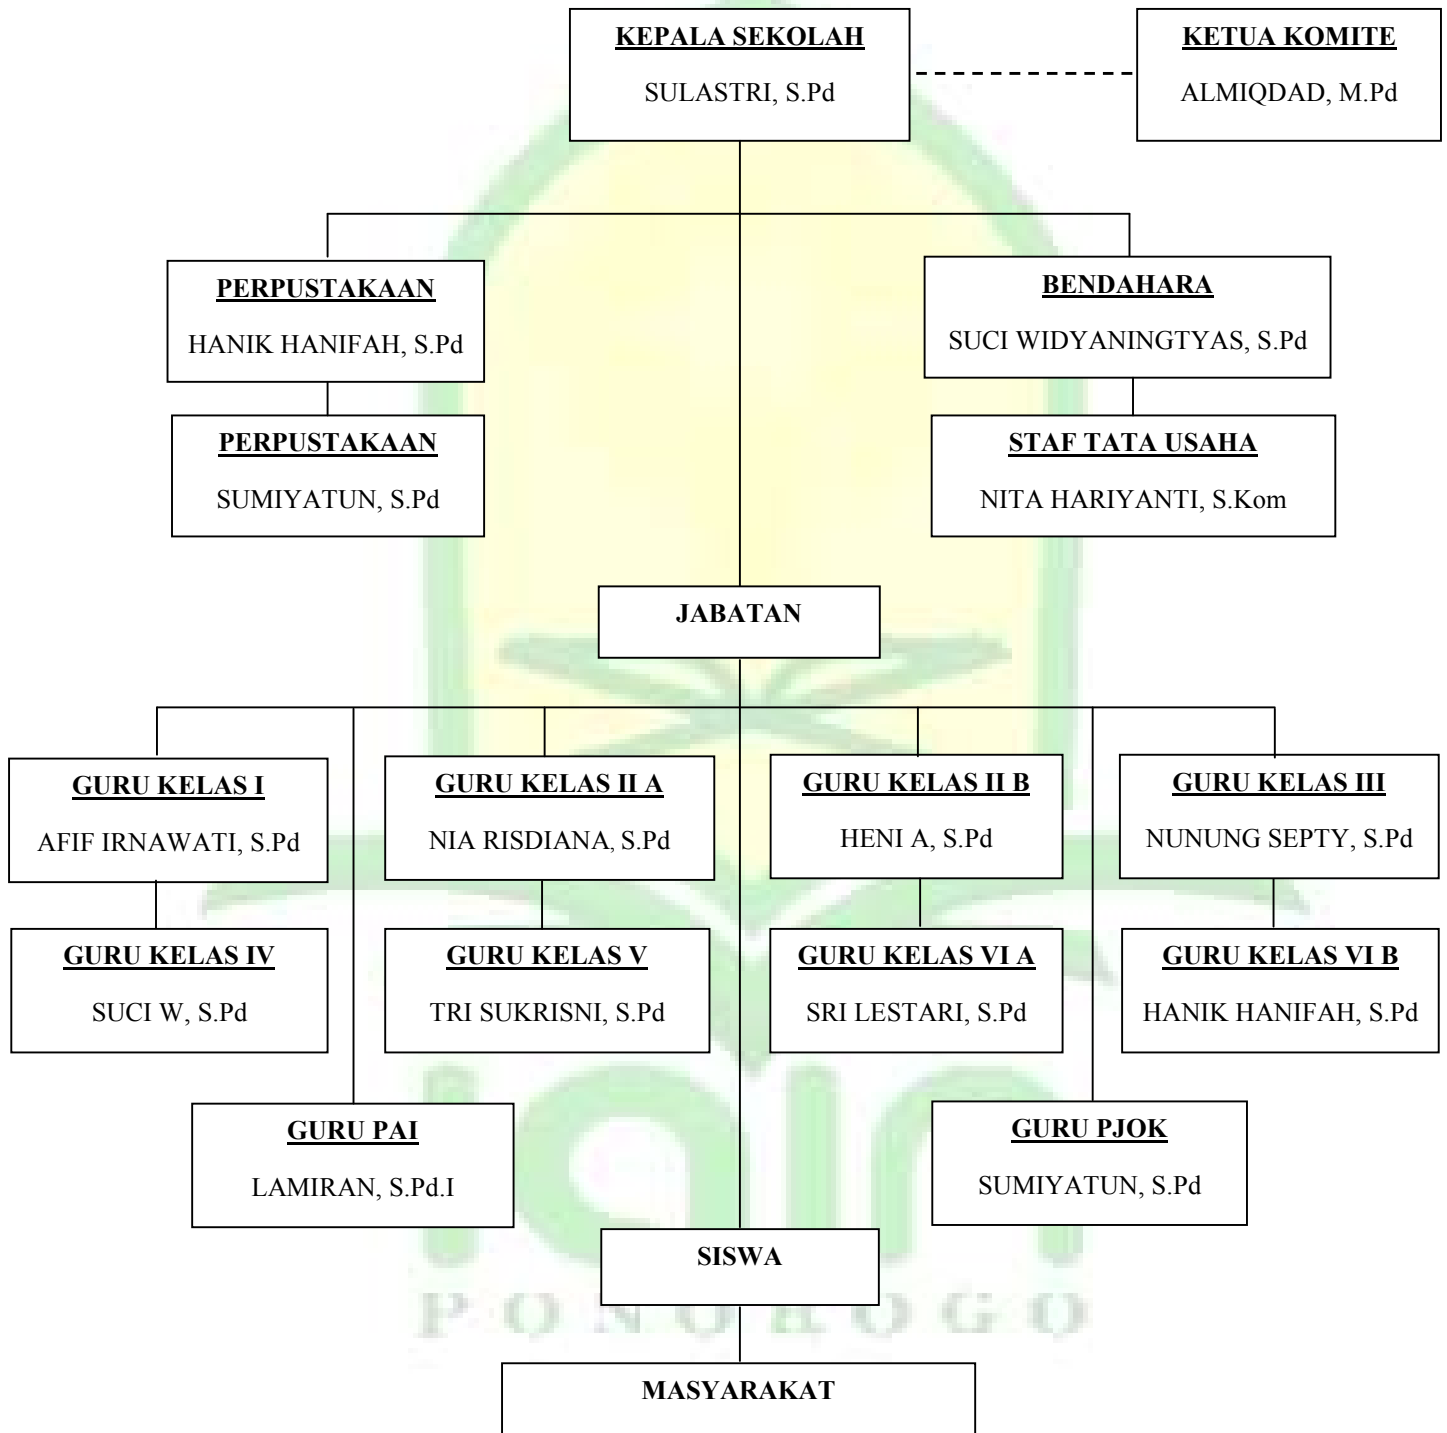 KEPALA SEKOLAH
SULASTRI, S.Pd
KETUA KOMITE
ALMIQDAD, M.Pd
PERPUSTAKAAN
HANIK HANIFAH, S.Pd
BENDAHARA
SUCI WIDYANINGTYAS, S.Pd
PERPUSTAKAAN
SUMIYATUN, S.Pd
STAF TATA USAHA
NITA HARIYANTI, S.Kom
JABATAN
GURU KELAS I
AFIF IRNAWATI, S.Pd
GURU KELAS II A
NIA RISDIANA, S.Pd
GURU KELAS II B
HENI A, S.Pd
GURU KELAS III
NUNUNG SEPTY, S.Pd
GURU KELAS IV
SUCI W, S.Pd
GURU KELAS V
TRI SUKRISNI, S.Pd
GURU KELAS VI A
SRI LESTARI, S.Pd
GURU KELAS VI B
HANIK HANIFAH, S.Pd
GURU PAI
LAMIRAN, S.Pd.I
GURU PJOK
SUMIYATUN, S.Pd
iain
SISWA
PONOROGO
MASYARAKAT